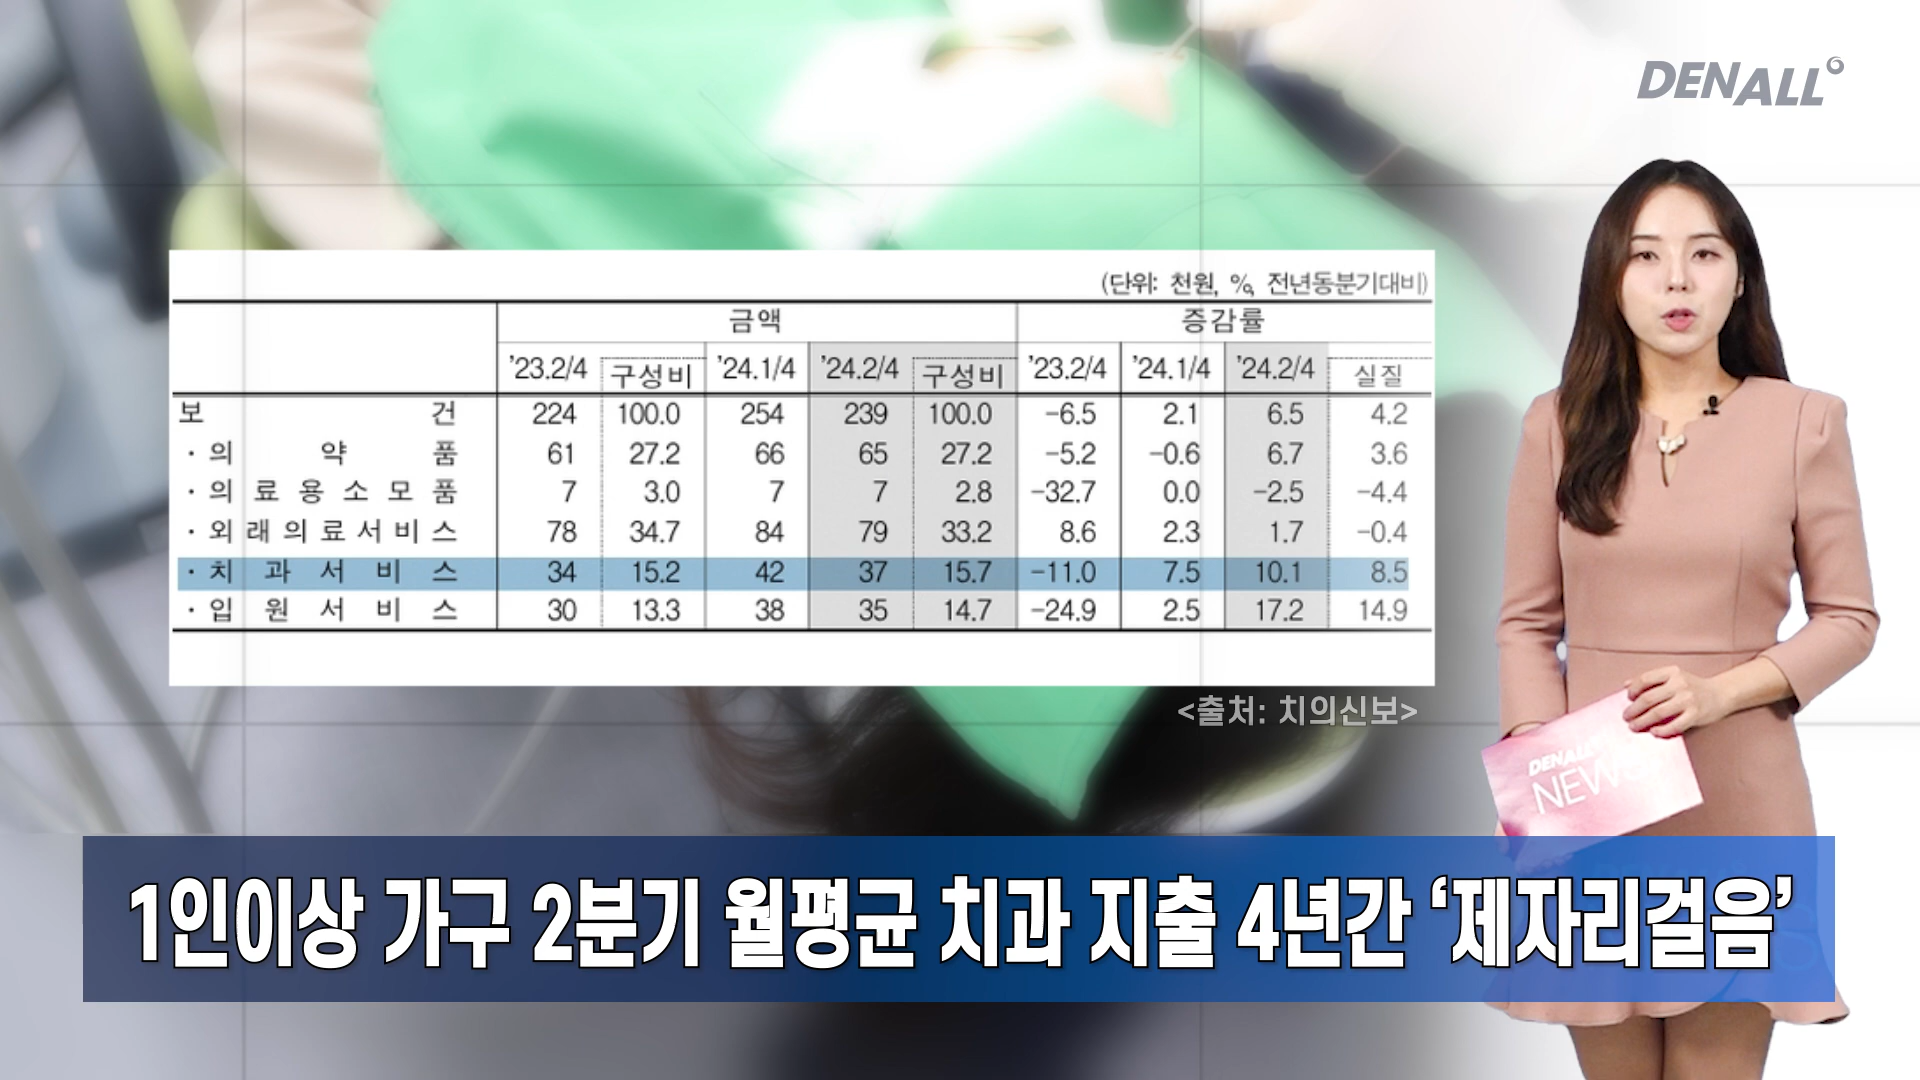 DENALL
(단위: 천원, %, 전년동분기대비)
금액 증감률
'23.2/4 구성비 '24.1/4 '24.2/4 구성비 '23.2/4 '24.1/4 '24.2/4 실질
보건 224 100.0 254 239 100.0 -6.5 2.1 6.5 4.2
·의약품 61 27.2 66 65 27.2 -5.2 -0.6 6.7 3.6
·의료용소모품 7 3.0 7 7 2.8 -32.7 0.0 -2.5 -4.4
·외래의료서비스 78 34.7 84 79 33.2 8.6 2.3 1.7 -0.4
·치과서비스 34 15.2 42 37 15.7 -11.0 7.5 10.1 8.5
·입원서비스 30 13.3 38 35 14.7 -24.9 2.5 17.2 14.9
<출처: 치의신보>
DENALL
NEWS
1인이상 가구 2분기 월평균 치과 지출 4년간 ‘제자리걸음’